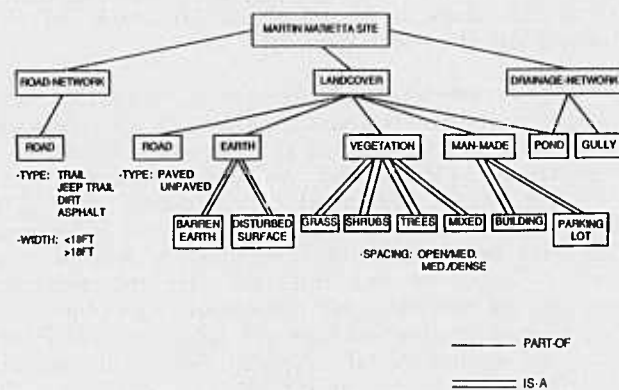 MARTIN MARIETTA SITE
ROAD-NETWORK
LANDCOVER
DRAINAGE-NETWORK
ROAD
ROAD
EARTH
VEGETATION
MAN-MADE
POND
GULLY
-TYPE: TRAIL
JEEP TRAIL
DIRT
ASPHALT
-TYPE: PAVED
UNPAVED
BARREN
EARTH
DISTURBED
SURFACE
GRASS
SHRUBS
TREES
MIXED
BUILDING
PARKING
LOT
-WIDTH: <18FT
>18FT
-SPACING: OPEN/MED.
MED./DENSE
PART-OF
IS-A